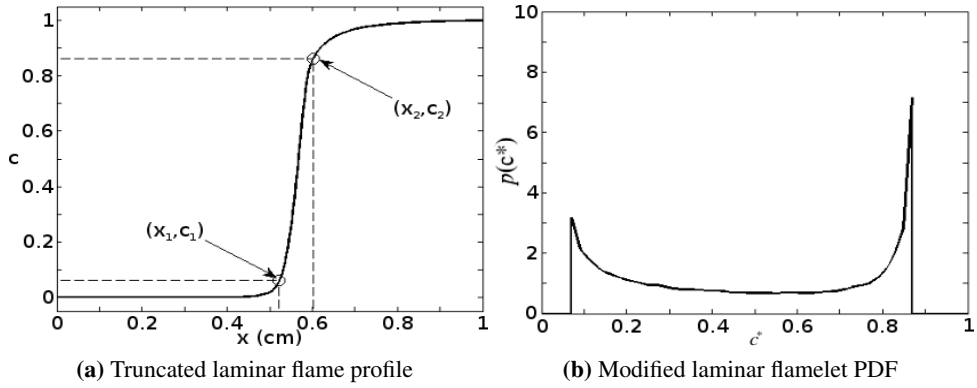 1
0.8
0.6
c
0.4
0.2
0
(x₂,c₂)
(x₁,c₁)
0 0.2 0.4 0.6 0.8 1
x (cm)
(a) Truncated laminar flame profile
10
8
6
p(c*)
4
2
0
0 0.2 0.4 0.6 0.8 1
c*
(b) Modified laminar flamelet PDF